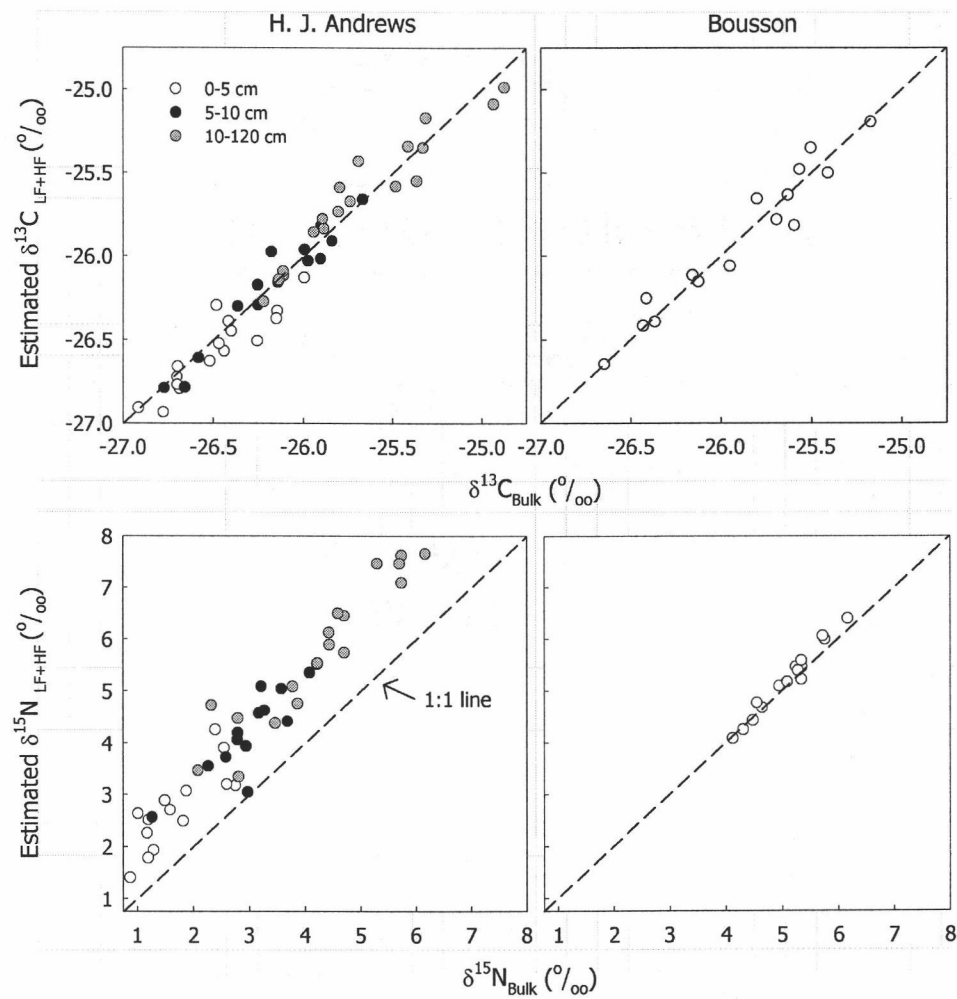 H. J. Andrews
Bousson
Estimated δ¹³C LF+HF (º/ₒₒ)
-25.0
-25.5
-26.0
-26.5
-27.0
0-5 cm
5-10 cm
10-120 cm
-27.0 -26.5 -26.0 -25.5 -25.0
-27.0 -26.5 -26.0 -25.5 -25.0
δ¹³C Bulk (º/ₒₒ)
Estimated δ¹⁵N LF+HF (º/ₒₒ)
8
7
6
5
4
3
2
1
1:1 line
1 2 3 4 5 6 7 8
1 2 3 4 5 6 7 8
δ¹⁵N Bulk (º/ₒₒ)